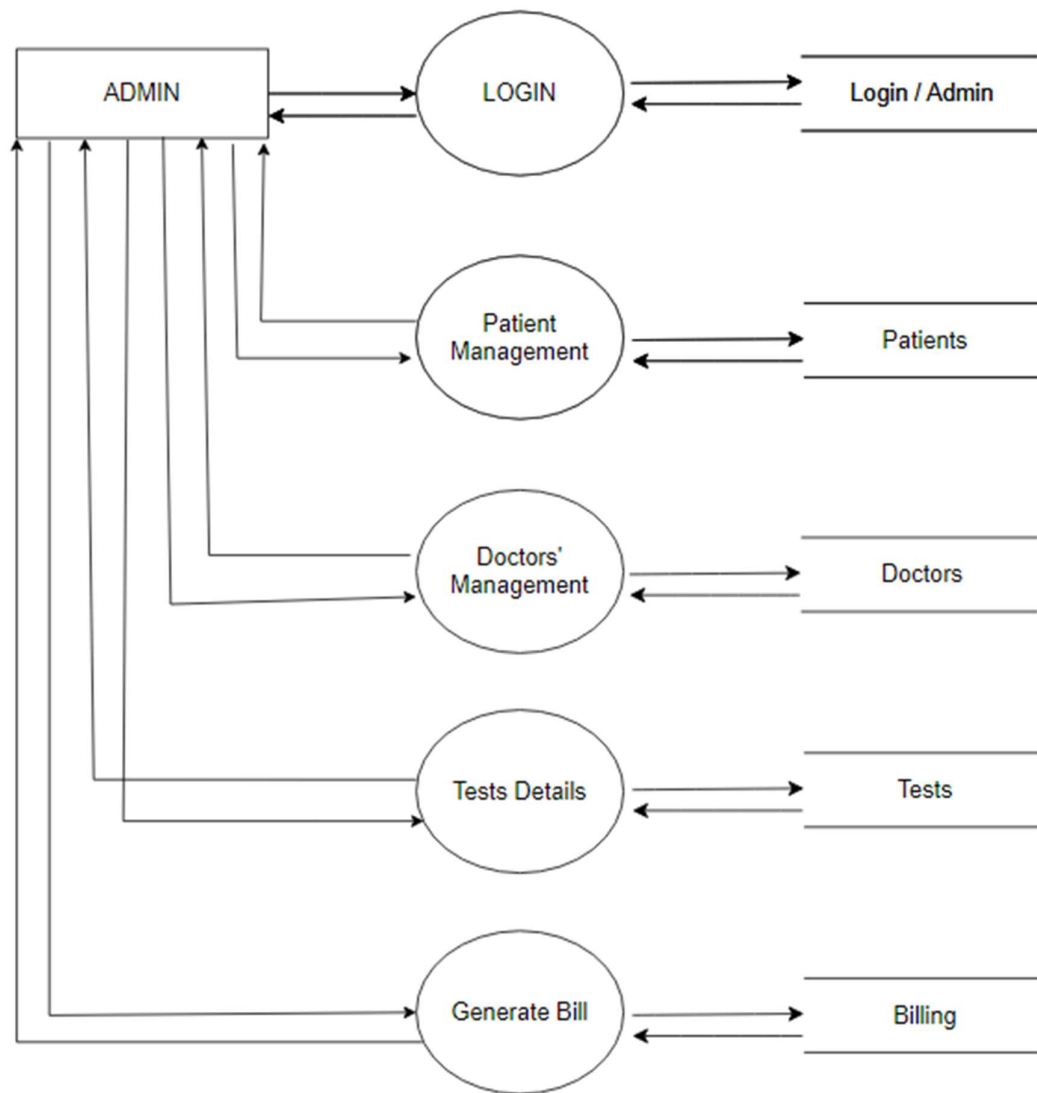 ADMIN
LOGIN
Login / Admin
Patient
Management
Patients
Doctors'
Management
Doctors
Tests Details
Tests
Generate Bill
Billing